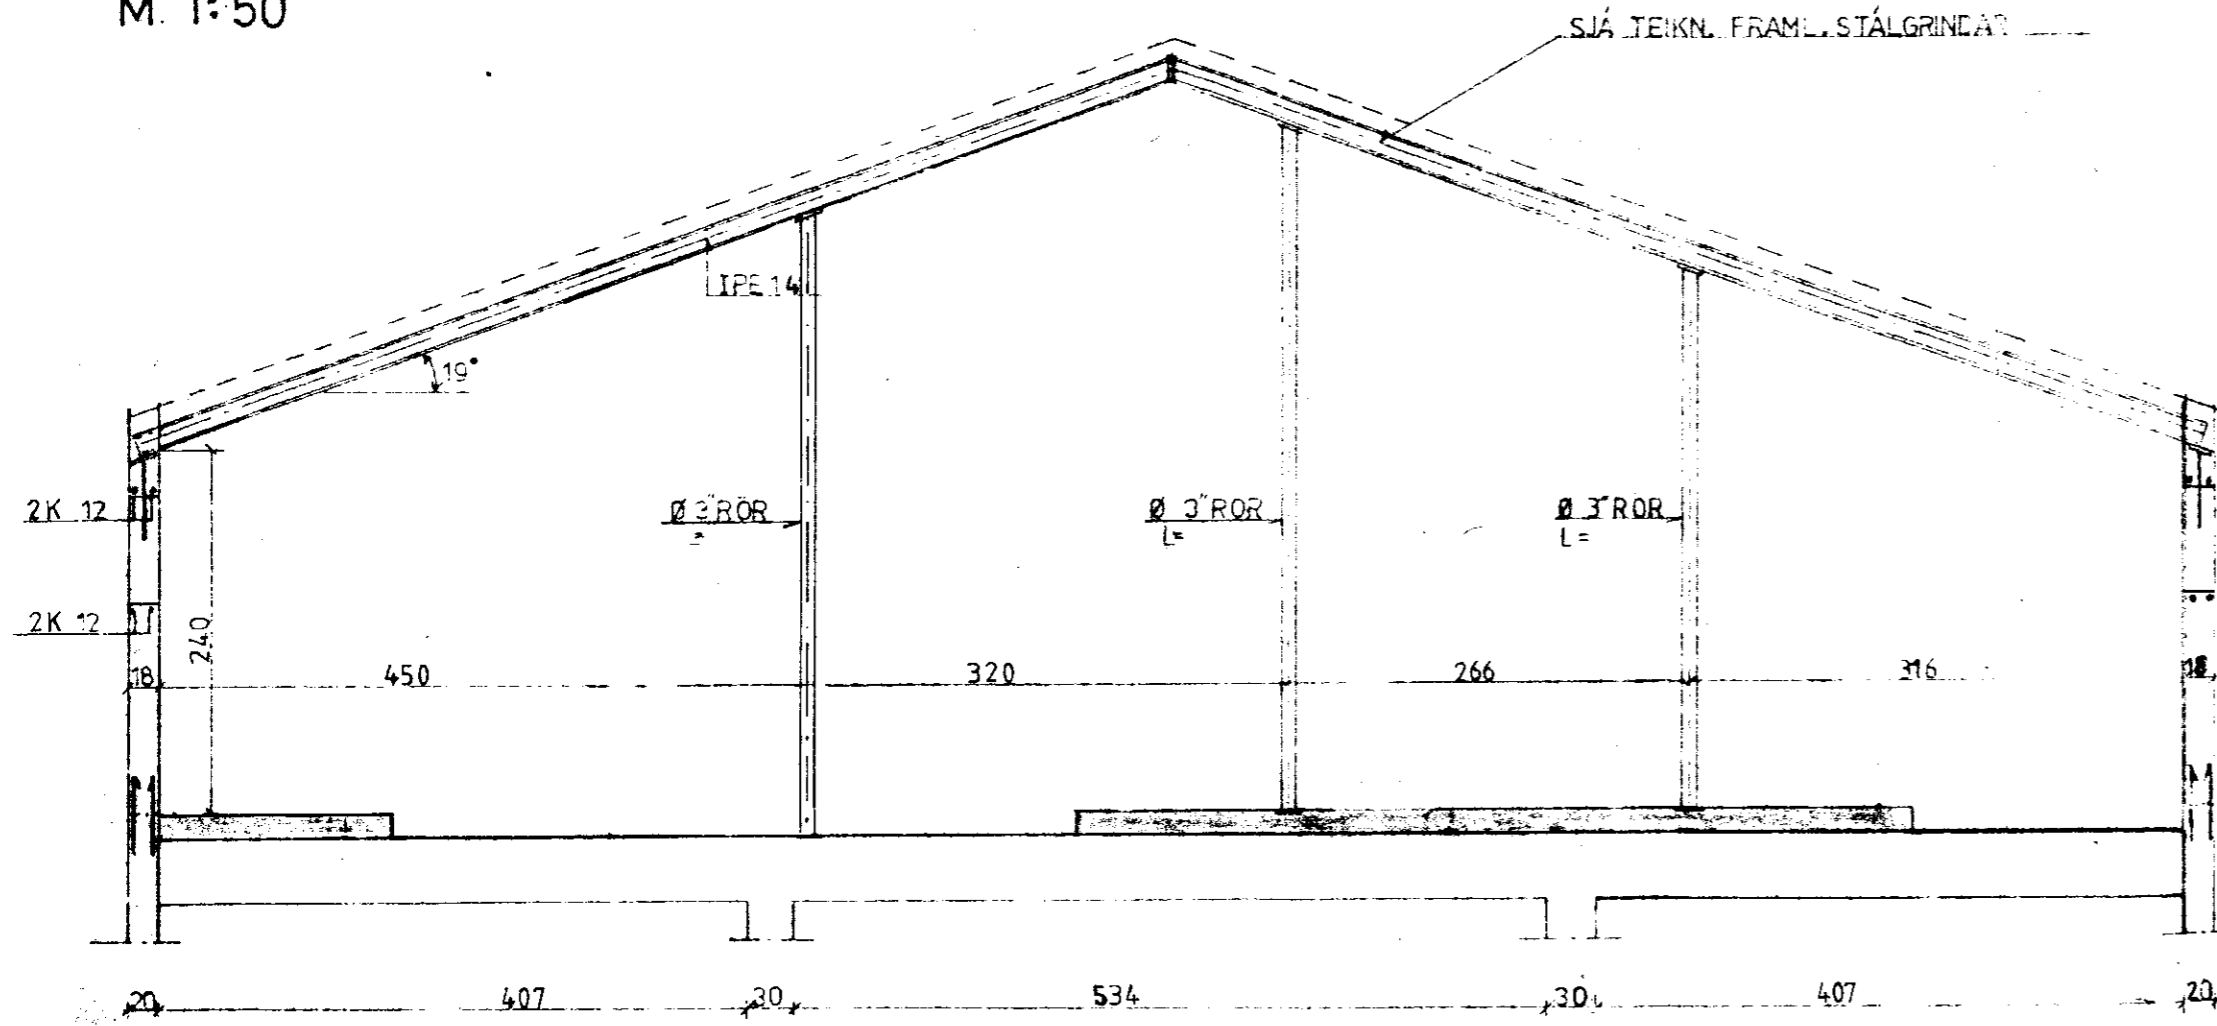 M. 1:50
SJÁ TEIKN. FRAML. STÁLGRINDAR
IPE 14
19°
2K 12
Ø 3" RÖR
=
Ø 3" RÖR
L=
Ø 3" RÖR
L=
2K 12
240
18 450 320 266 316 18
20 407 30 534 30 407 20